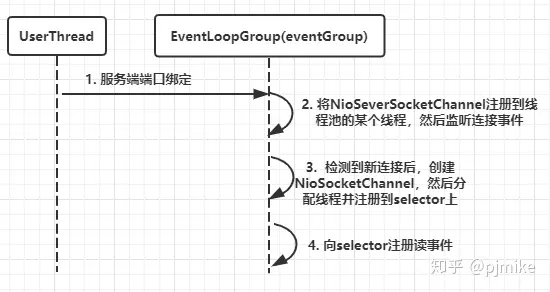 UserThread
EventLoopGroup(eventGroup)
1. 服务端端口绑定
2. 将NioSeverSocketChannel注册到线
程池的某个线程，然后监听连接事件
3. 检测到新连接后，创建
NioSocketChannel，然后分
配线程并注册到selector上
4. 向selector注册读事件
知乎 @pjmike